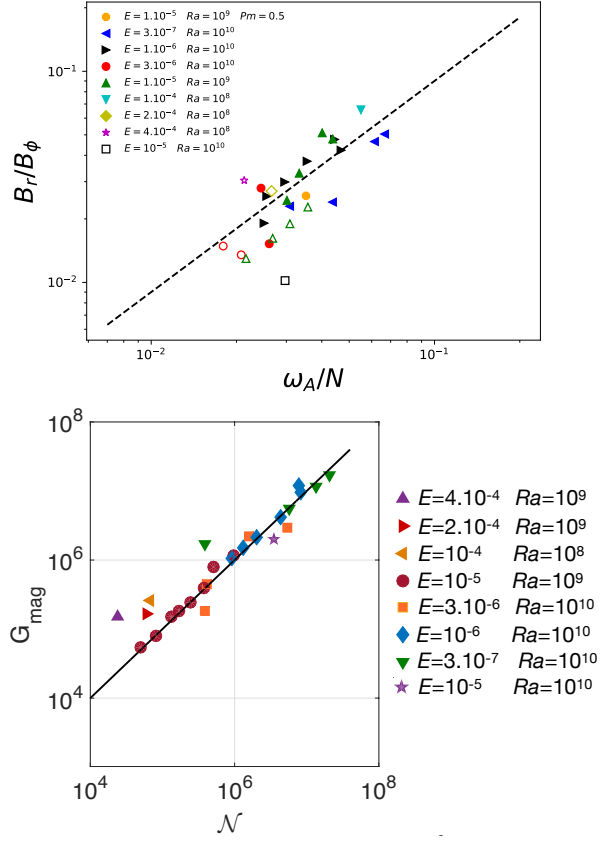 E = 1.10⁻⁵ Ra = 10⁹ Pm = 0.5
E = 3.10⁻⁷ Ra = 10¹⁰
E = 1.10⁻⁶ Ra = 10¹⁰
E = 3.10⁻⁶ Ra = 10¹⁰
E = 1.10⁻⁵ Ra = 10⁹
E = 1.10⁻⁴ Ra = 10⁸
E = 2.10⁻⁴ Ra = 10⁸
E = 4.10⁻⁴ Ra = 10⁸
E = 10⁻⁵ Ra = 10¹⁰
10⁻¹
10⁻²
B_r/B_ϕ
10⁻² 10⁻¹
ω_A/N
10⁸
10⁶
10⁴
G_mag
10⁴ 10⁶ 10⁸
𝒩
E=4.10⁻⁴ Ra=10⁹
E=2.10⁻⁴ Ra=10⁹
E=10⁻⁴ Ra=10⁸
E=10⁻⁵ Ra=10⁹
E=3.10⁻⁶ Ra=10¹⁰
E=10⁻⁶ Ra=10¹⁰
E=3.10⁻⁷ Ra=10¹⁰
E=10⁻⁵ Ra=10¹⁰